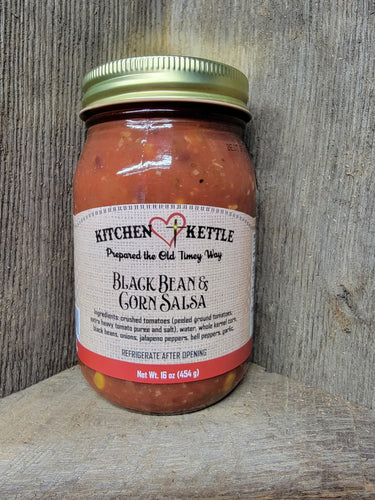 KITCHEN KETTLE
Prepared the Old Timey Way
BLACK BEAN &
CORN SALSA
Ingredients: crushed tomatoes (peeled ground tomatoes,
extra heavy tomato puree and salt), water, whole kernel corn,
black beans, onions, jalapeno peppers, bell peppers, garlic.
REFRIGERATE AFTER OPENING
Net Wt. 16 oz (454 g)